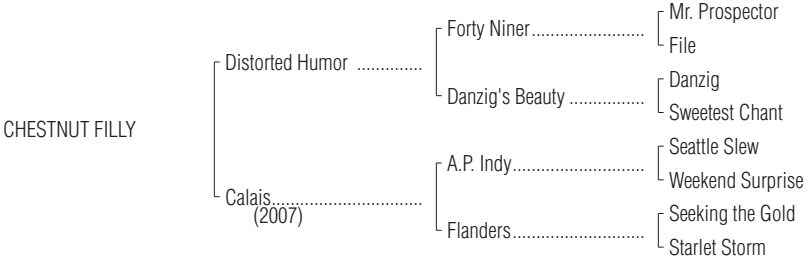 Mr. Prospector
Forty Niner........................
File
Distorted Humor ..............
Danzig
Danzig's Beauty ................
Sweetest Chant
CHESTNUT FILLY
Seattle Slew
A.P. Indy............................
Weekend Surprise
Calais................................
(2007)
Seeking the Gold
Flanders............................
Starlet Storm